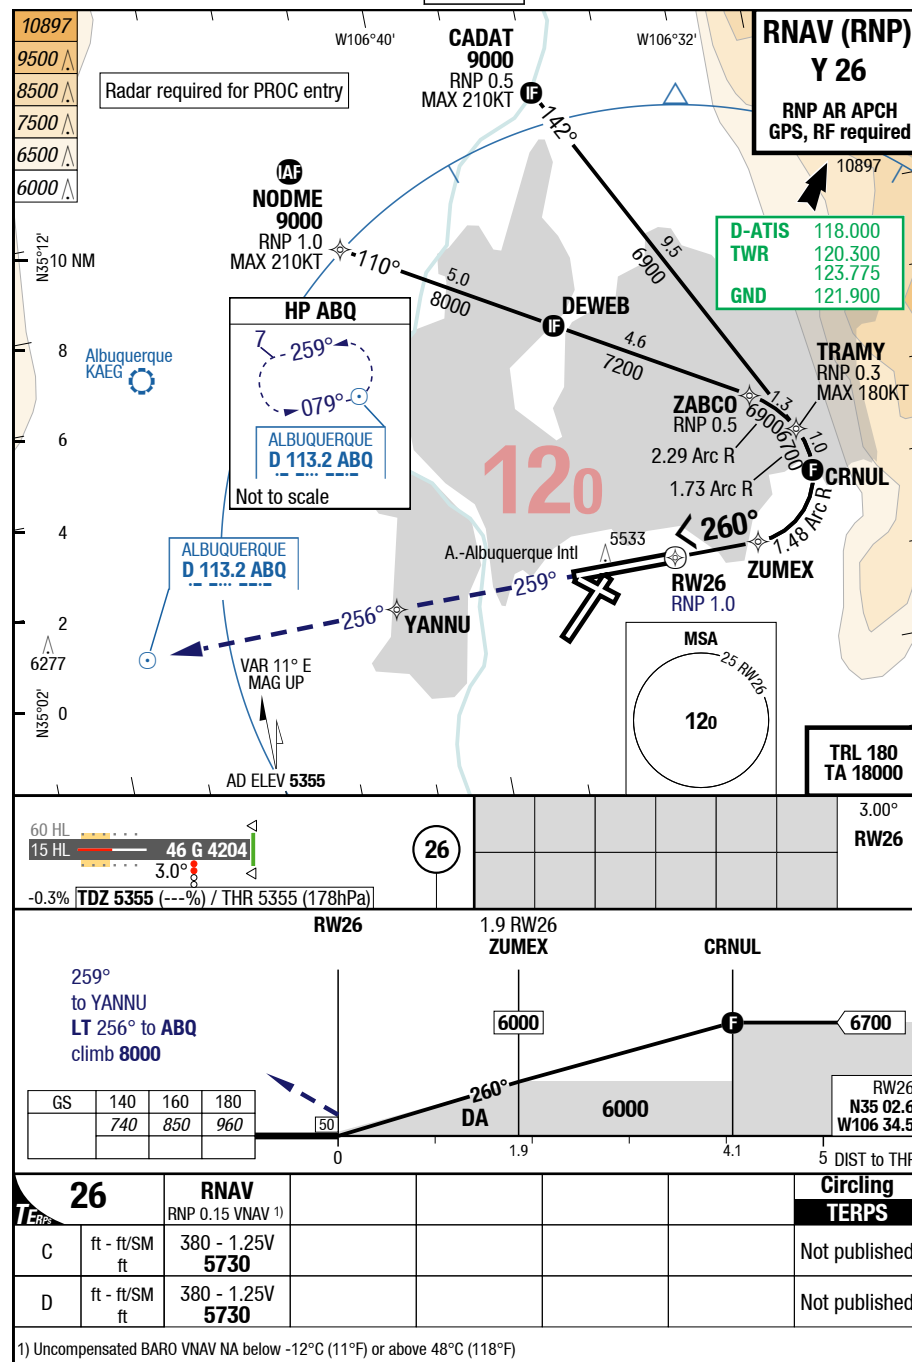 10897
9500
8500
7500
6500
6000
W106°40'
W106°32'
Radar required for PROC entry
CADAT
9000
RNP 0.5
MAX 210KT
IF
142°
RNAV (RNP)
Y 26
RNP AR APCH
GPS, RF required
10897
IAF
NODME
9000
RNP 1.0
MAX 210KT
110°
5.0
8000
9.5
6900
D-ATIS 118.000
TWR 120.300
123.775
GND 121.900
N35°12'
10 NM
8
6
4
2
0
N35°02'
HP ABQ
7
259°
079°
ALBUQUERQUE
D 113.2 ABQ
Not to scale
Albuquerque
KAEG
IF
DEWEB
4.6
7200
TRAMY
RNP 0.3
MAX 180KT
ZABCO
RNP 0.5
1.3
6900
1.0
6700
2.29 Arc R
1.73 Arc R
F
CRNUL
1.48 Arc R
120
260°
5533
A.-Albuquerque Intl
ZUMEX
RW26
RNP 1.0
ALBUQUERQUE
D 113.2 ABQ
259°
256°
YANNU
6277
VAR 11° E
MAG UP
AD ELEV 5355
MSA
25 RW26
120
TRL 180
TA 18000
60 HL
15 HL
46 G 4204
3.0°
-0.3%
TDZ 5355 (---%) / THR 5355 (178hPa)
26
3.00°
RW26
RW26
1.9 RW26
ZUMEX
CRNUL
259°
to YANNU
LT 256° to ABQ
climb 8000
6000
F
6700
260°
DA
6000
50
RW26
N35 02.6
W106 34.5
GS 140 160 180
740 850 960
0
1.9
4.1
5
DIST to THR
TERPS
26
RNAV
RNP 0.15 VNAV 1)
Circling
TERPS
C
ft - ft/SM
ft
380 - 1.25V
5730
Not published
D
ft - ft/SM
ft
380 - 1.25V
5730
Not published
1) Uncompensated BARO VNAV NA below -12°C (11°F) or above 48°C (118°F)